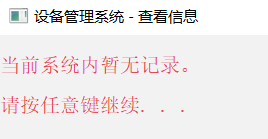 设备管理系统 - 查看信息
当前系统内暂无记录。
请按任意键继续. . .